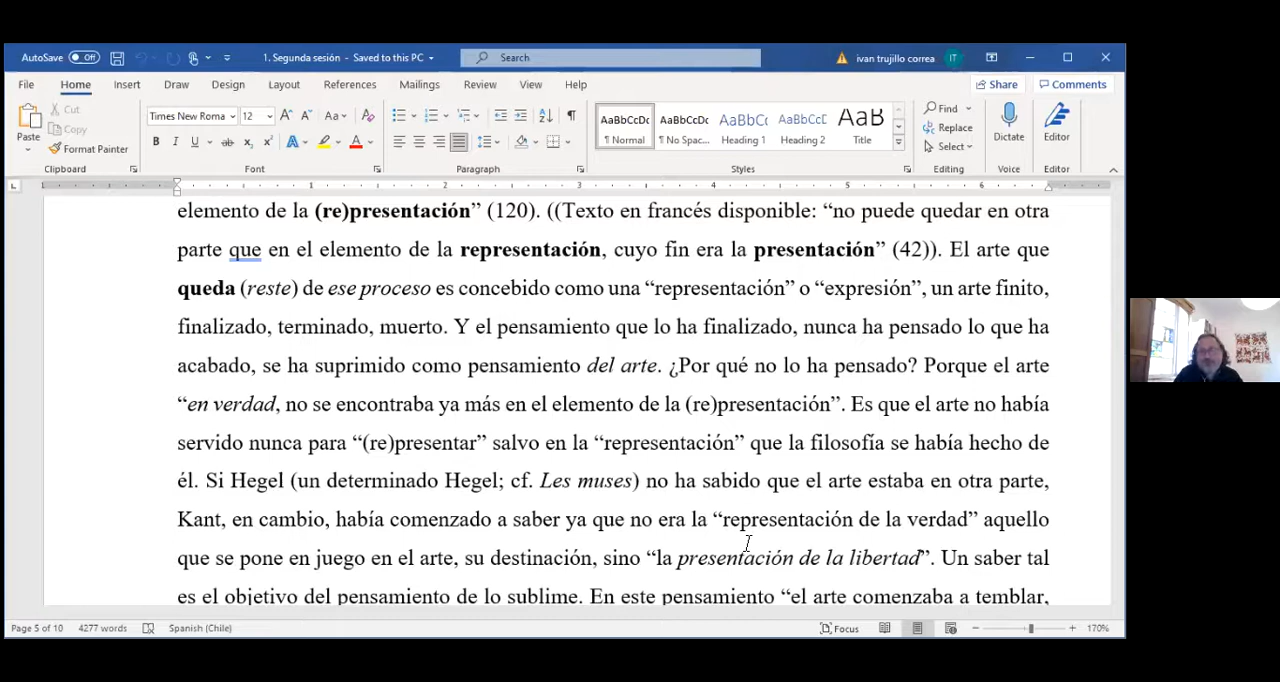 AutoSave Off 1. Segunda sesión - Saved to this PC Search ivan trujillo correa IT
File Home Insert Draw Design Layout References Mailings Review View Help Share Comments
Paste Cut Copy Format Painter
Times New Roma 12
AaBbCcDc ¶ Normal AaBbCcDc ¶ No Spac... AaBbCc Heading 1 AaBbCcD Heading 2 AaB Title
Find Replace Select
Dictate Editor
Clipboard Font Paragraph Styles Editing Voice Editor
1 2 3 4 5 6
elemento de la (re)presentación” (120). ((Texto en francés disponible: “no puede quedar en otra
parte que en el elemento de la representación, cuyo fin era la presentación” (42)). El arte que
queda (reste) de ese proceso es concebido como una “representación” o “expresión”, un arte finito,
finalizado, terminado, muerto. Y el pensamiento que lo ha finalizado, nunca ha pensado lo que ha
acabado, se ha suprimido como pensamiento del arte. ¿Por qué no lo ha pensado? Porque el arte
“en verdad, no se encontraba ya más en el elemento de la (re)presentación”. Es que el arte no había
servido nunca para “(re)presentar” salvo en la “representación” que la filosofía se había hecho de
él. Si Hegel (un determinado Hegel; cf. Les muses) no ha sabido que el arte estaba en otra parte,
Kant, en cambio, había comenzado a saber ya que no era la “representación de la verdad” aquello
que se pone en juego en el arte, su destinación, sino “la presentación de la libertad”. Un saber tal
es el objetivo del pensamiento de lo sublime. En este pensamiento “el arte comenzaba a temblar,
Page 5 of 10 4277 words Spanish (Chile) Focus 170%